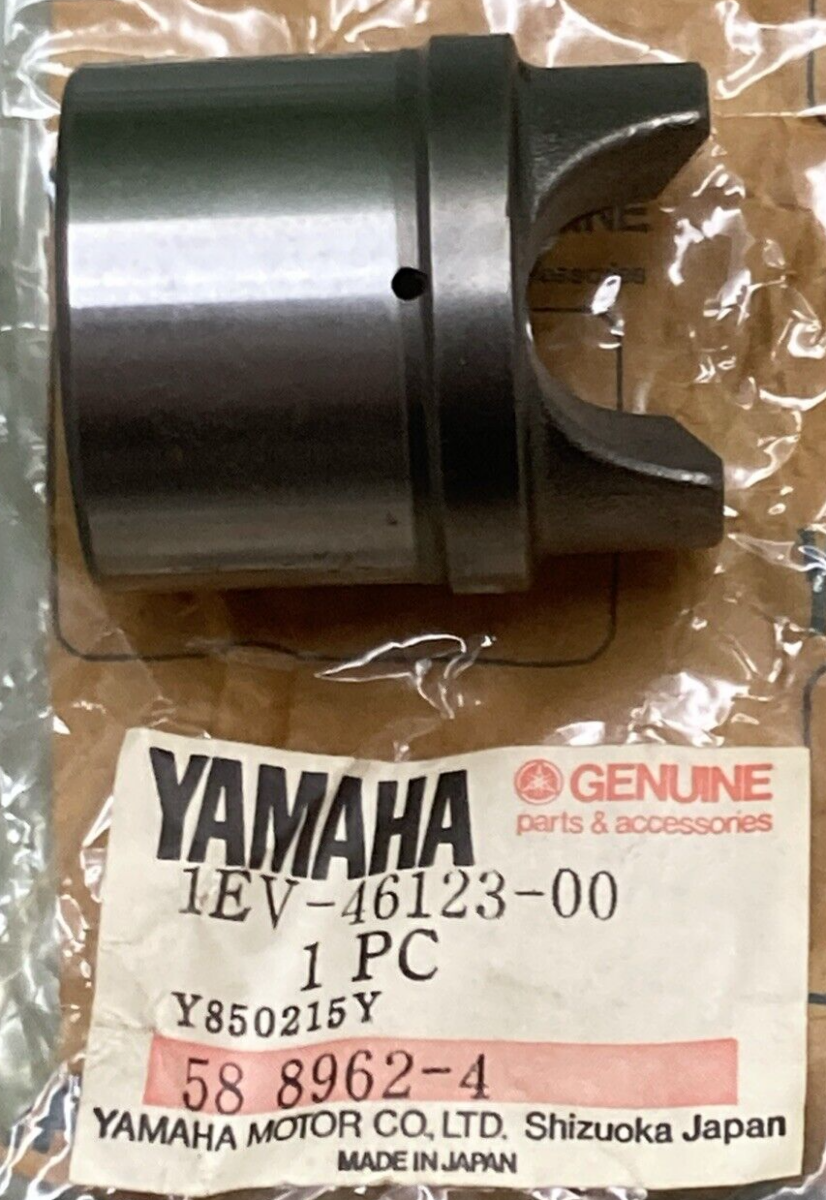 YAMAHA
GENUINE
parts & accessories
1EV-46123-00
1 PC
Y850215Y
58 8962-4
YAMAHA MOTOR CO., LTD. Shizuoka Japan
MADE IN JAPAN